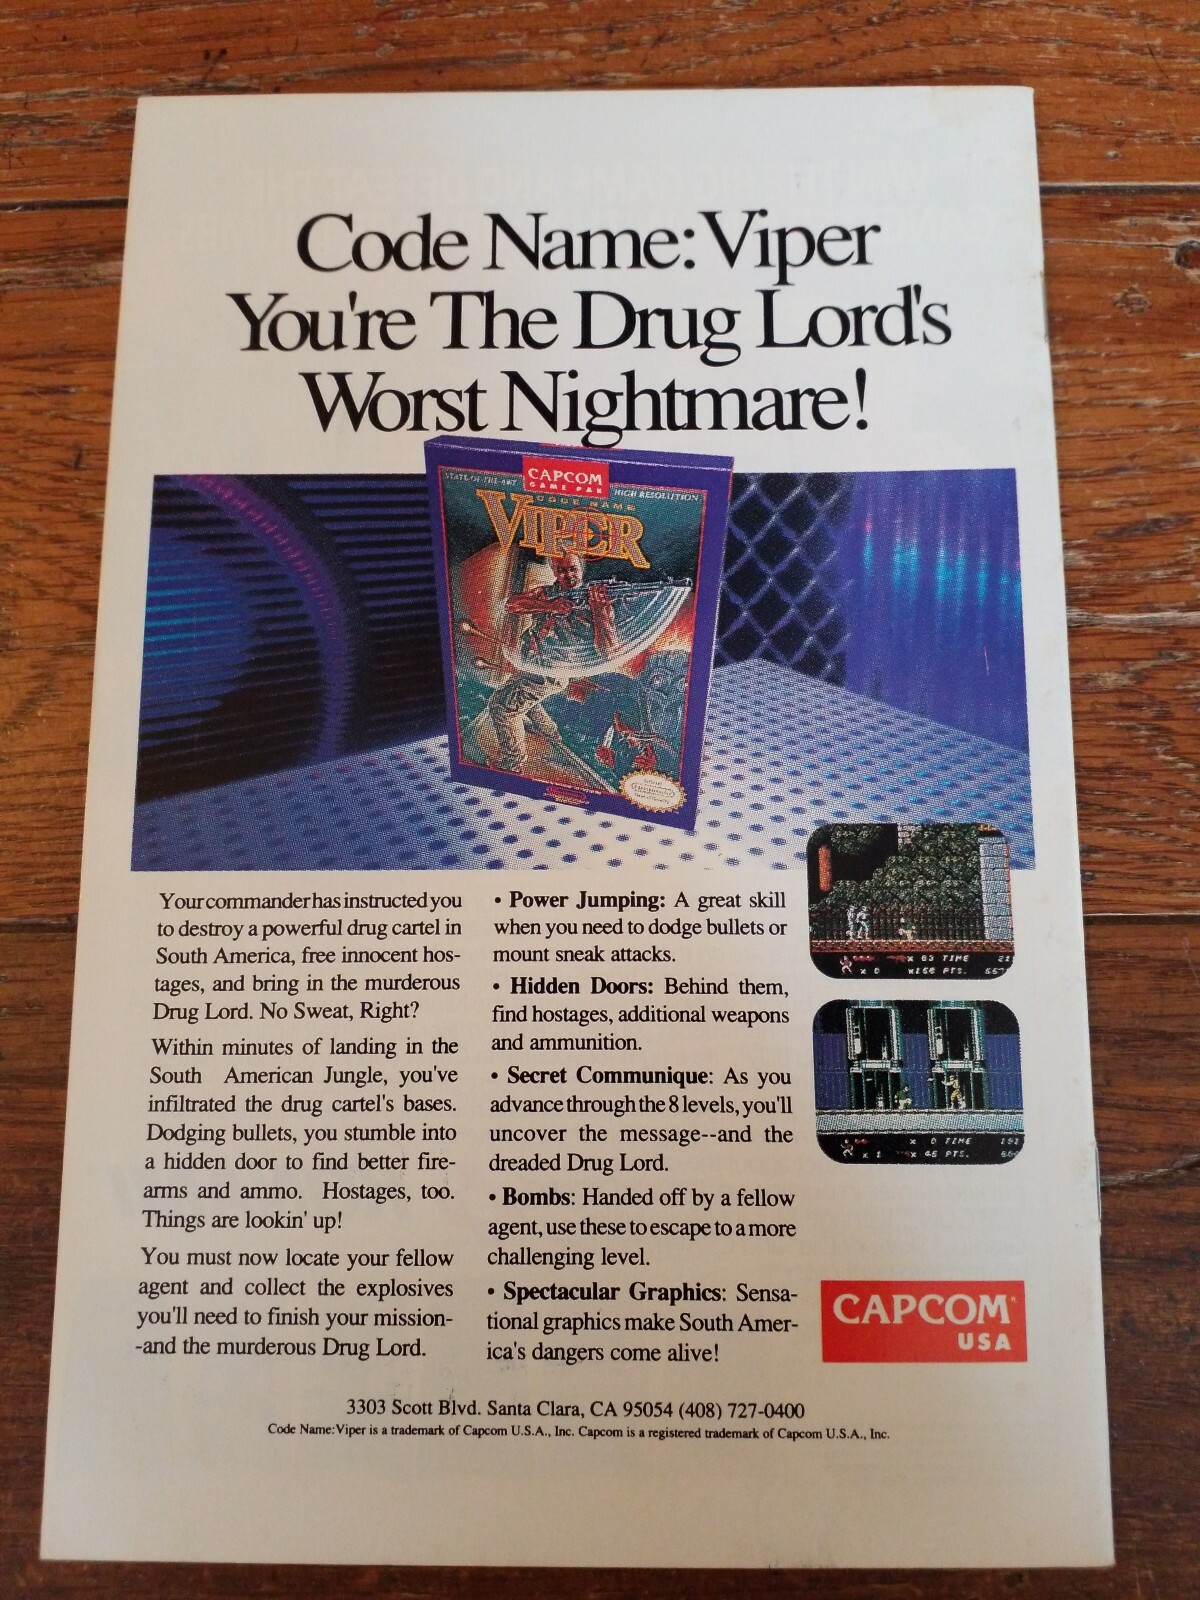 Code Name: Viper
You're The Drug Lord's
Worst Nightmare!
STATE-OF-THE-ART
CAPCOM
GAME PAK
HIGH RESOLUTION
CODE NAME
VIPER
Your commander has instructed you
to destroy a powerful drug cartel in
South America, free innocent hos-
tages, and bring in the murderous
Drug Lord. No Sweat, Right?
Within minutes of landing in the
South American Jungle, you've
infiltrated the drug cartel's bases.
Dodging bullets, you stumble into
a hidden door to find better fire-
arms and ammo. Hostages, too.
Things are lookin' up!
You must now locate your fellow
agent and collect the explosives
you'll need to finish your mission-
-and the murderous Drug Lord.
• Power Jumping: A great skill
when you need to dodge bullets or
mount sneak attacks.
• Hidden Doors: Behind them,
find hostages, additional weapons
and ammunition.
• Secret Communique: As you
advance through the 8 levels, you'll
uncover the message--and the
dreaded Drug Lord.
• Bombs: Handed off by a fellow
agent, use these to escape to a more
challenging level.
• Spectacular Graphics: Sensa-
tional graphics make South Amer-
ica's dangers come alive!
x 63 TIME
x 0 x156 PTS.
x 0 TIME 191
x 1 x 45 PTS.
CAPCOM
USA
3303 Scott Blvd. Santa Clara, CA 95054 (408) 727-0400
Code Name:Viper is a trademark of Capcom U.S.A., Inc. Capcom is a registered trademark of Capcom U.S.A., Inc.